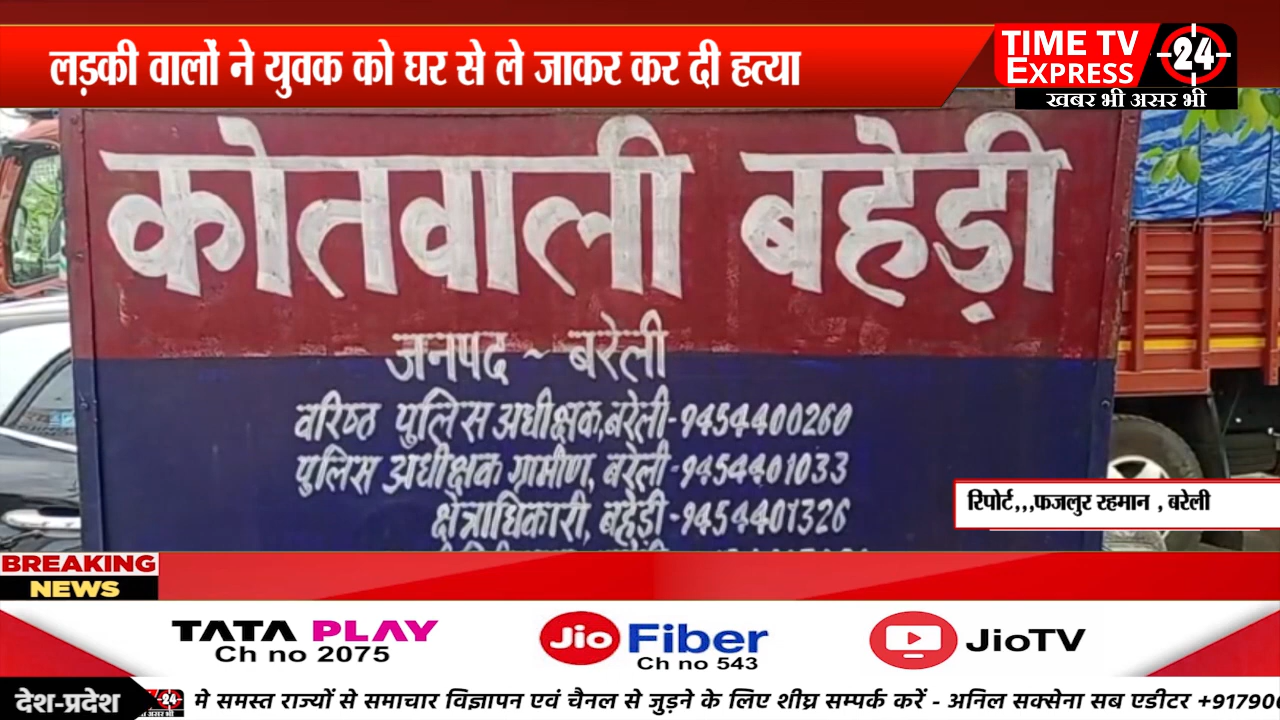 लड़की वालों ने युवक को घर से ले जाकर कर दी हत्या
TIME TV
EXPRESS
24
खबर भी असर भी
कोतवाली बहेड़ी
जनपद ~ बरेली
वरिष्ठ पुलिस अधीक्षक,बरेली-9454400260
पुलिस अधीक्षक ग्रामीण, बरेली-9454401033
क्षेत्राधिकारी, बहेड़ी-9454401326
रिपोर्ट,,,फजलुर रहमान , बरेली
BREAKING
NEWS
TATA PLAY
Ch no 2075
Jio Fiber
Ch no 543
JioTV
देश-प्रदेश
24
मे समस्त राज्यों से समाचार विज्ञापन एवं चैनल से जुड़ने के लिए शीघ्र सम्पर्क करें - अनिल सक्सेना सब एडीटर +91790